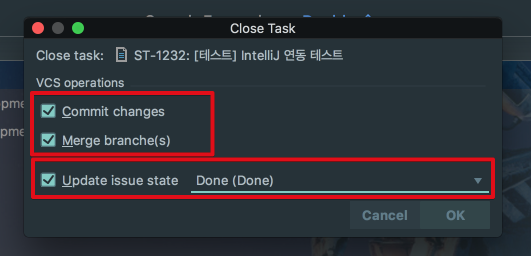 Close Task
Close task: ST-1232: [테스트] IntelliJ 연동 테스트
VCS operations
Commit changes
Merge branche(s)
Update issue state Done (Done)
Cancel OK